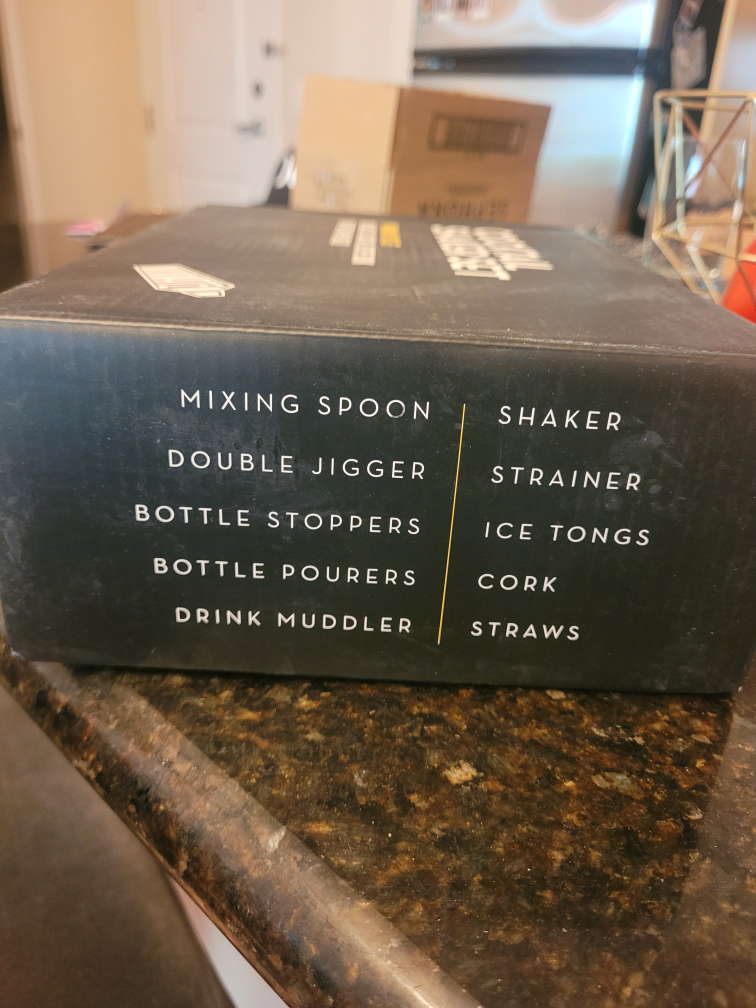 MIXING SPOON
DOUBLE JIGGER
BOTTLE STOPPERS
BOTTLE POURERS
DRINK MUDDLER
SHAKER
STRAINER
ICE TONGS
CORK
STRAWS